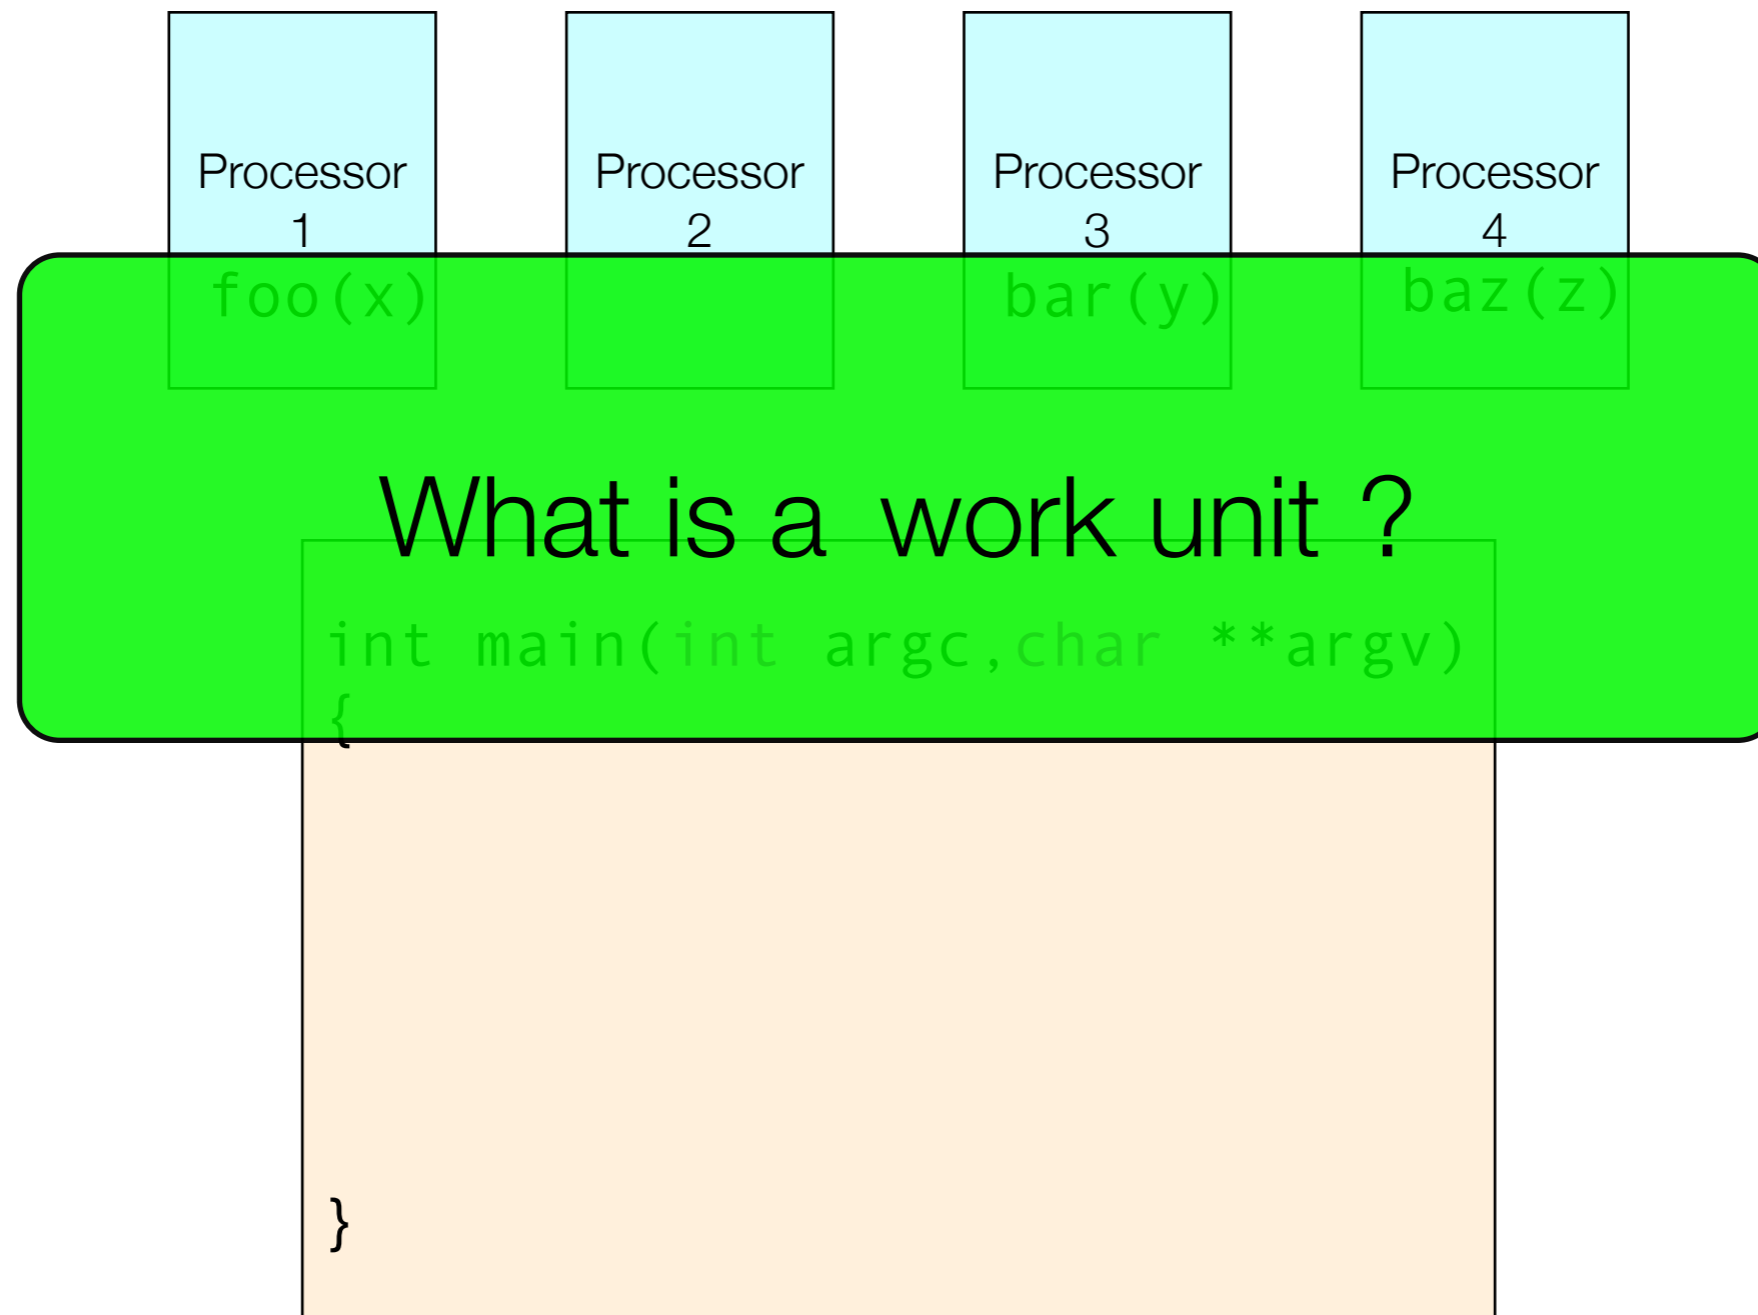 Processor
1
foo(x)
Processor
2
Processor
3
bar(y)
Processor
4
baz(z)
What is a work unit ?
int main(int argc,char **argv)
{
}